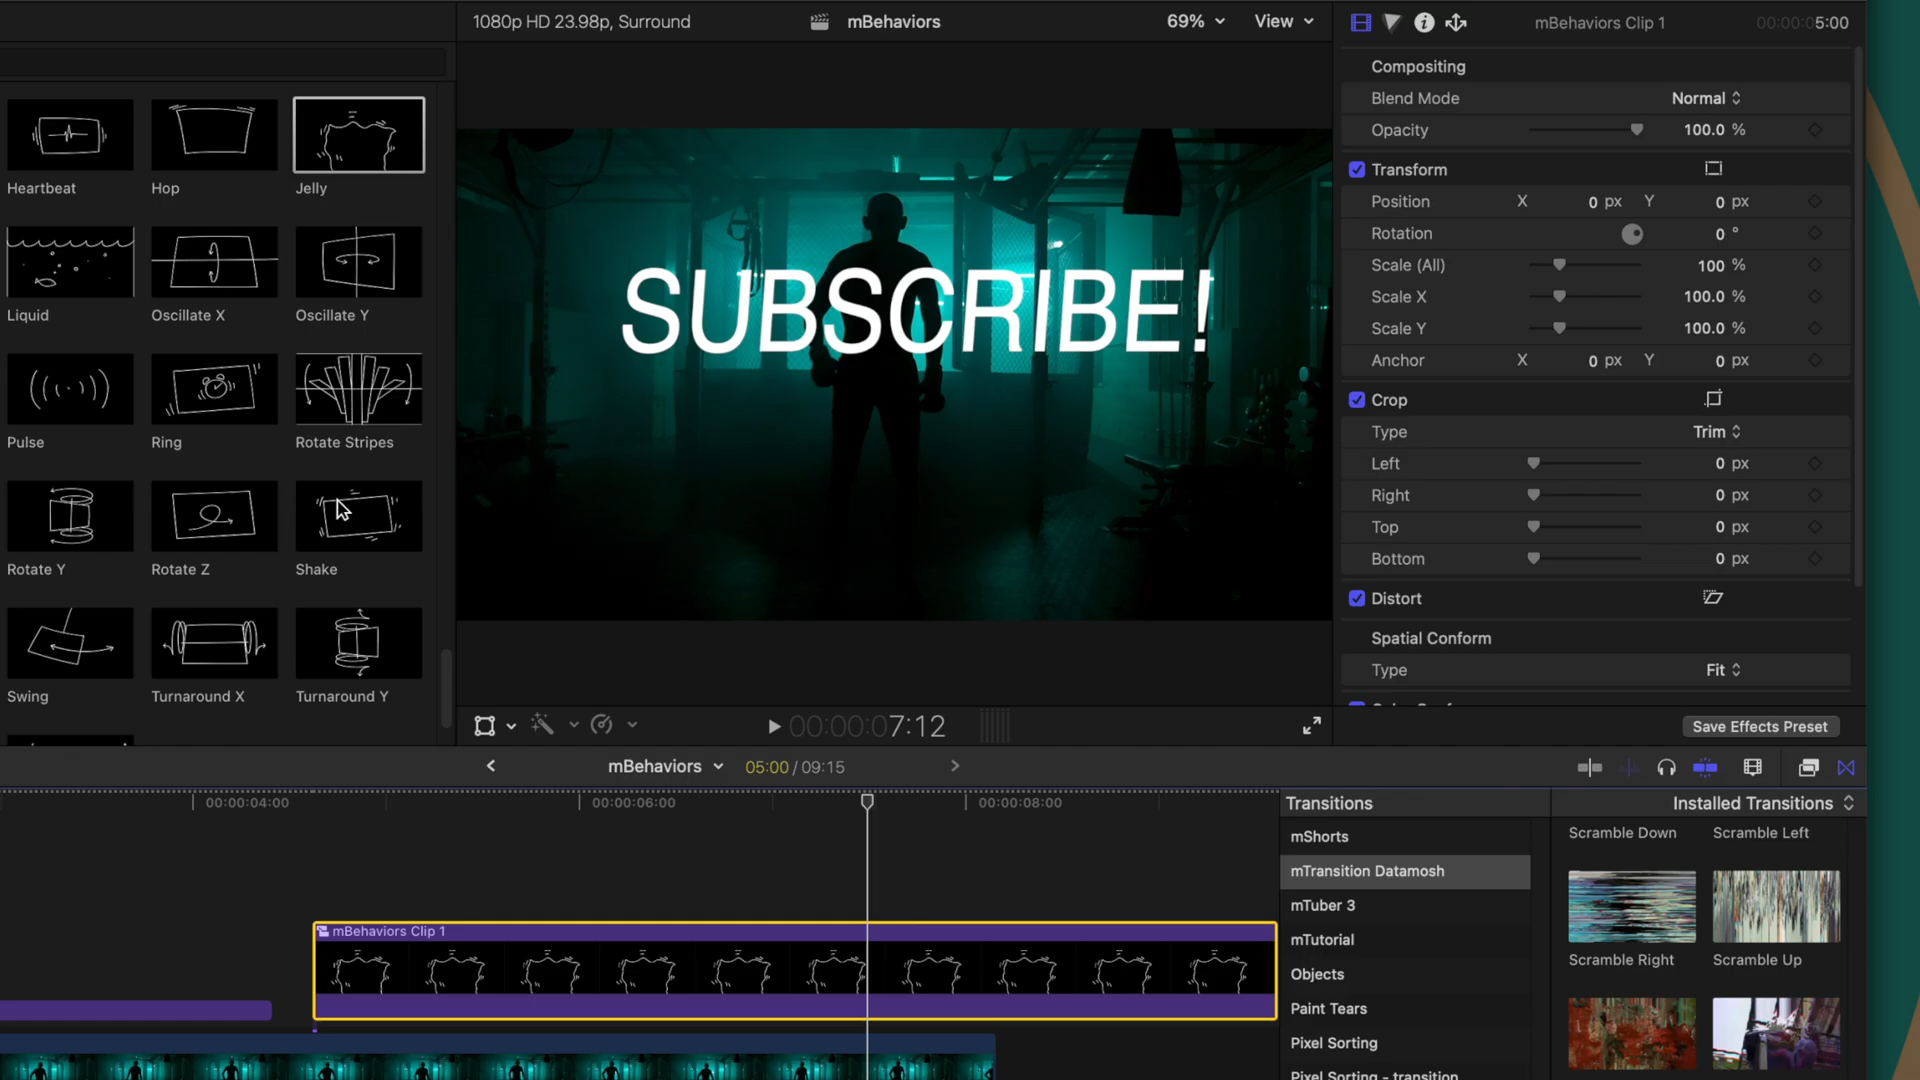 1080p HD 23.98p, Surround
mBehaviors
69%
View
mBehaviors Clip 1
00:00:05:00
Heartbeat
Hop
Jelly
Liquid
Oscillate X
Oscillate Y
Pulse
Ring
Rotate Stripes
Rotate Y
Rotate Z
Shake
Swing
Turnaround X
Turnaround Y
SUBSCRIBE!
Compositing
Blend Mode
Normal
Opacity
100.0 %
Transform
Position
X
0 px
Y
0 px
Rotation
0 °
Scale (All)
100 %
Scale X
100.0 %
Scale Y
100.0 %
Anchor
X
0 px
Y
0 px
Crop
Type
Trim
Left
0 px
Right
0 px
Top
0 px
Bottom
0 px
Distort
Spatial Conform
Type
Fit
Save Effects Preset
00:00:07:12
mBehaviors
05:00 / 09:15
00:00:04:00
00:00:06:00
00:00:08:00
mBehaviors Clip 1
Transitions
Installed Transitions
mShorts
mTransition Datamosh
mTuber 3
mTutorial
Objects
Paint Tears
Pixel Sorting
Pixel Sorting - transition
Scramble Down
Scramble Left
Scramble Right
Scramble Up